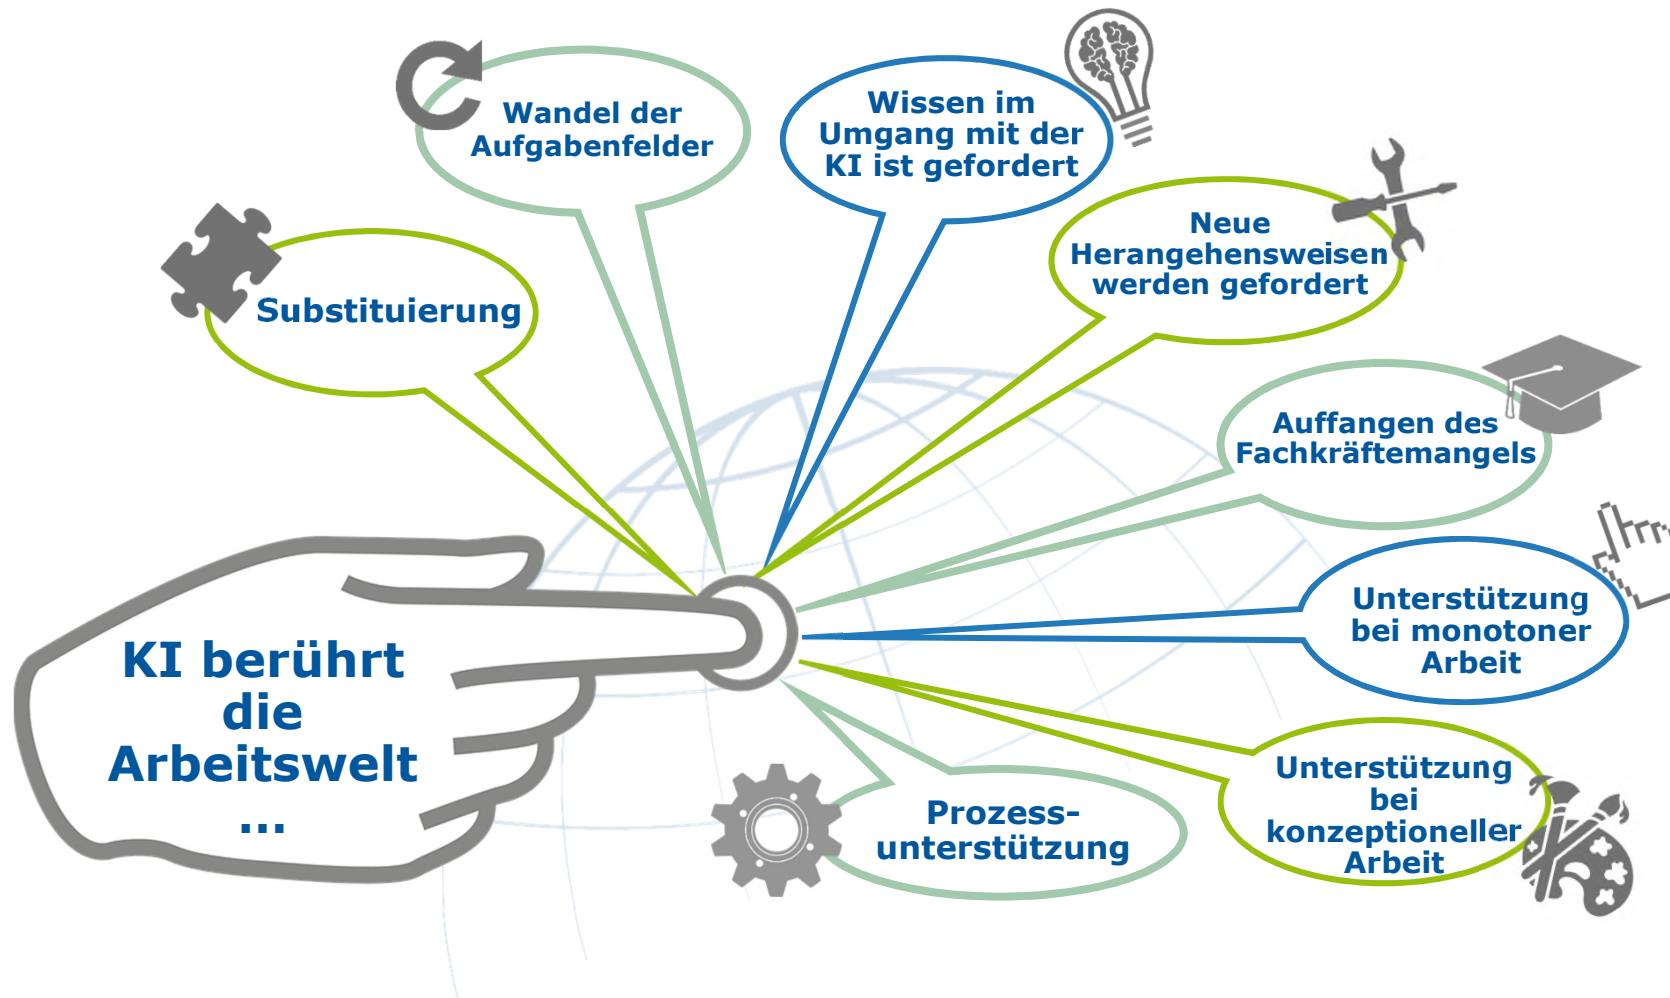 Wandel der
Aufgabenfelder
Wissen im
Umgang mit der
KI ist gefordert
Neue
Herangehensweisen
werden gefordert
Substituierung
Auffangen des
Fachkräftemangels
Unterstützung
bei monotoner
Arbeit
KI berührt
die
Arbeitswelt
...
Unterstützung
bei
konzeptioneller
Arbeit
Prozess-
unterstützung